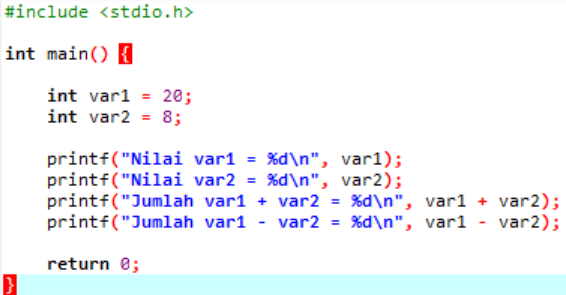 #include <stdio.h>
int main() {
int var1 = 20;
int var2 = 8;
printf("Nilai var1 = %d\n", var1);
printf("Nilai var2 = %d\n", var2);
printf("Jumlah var1 + var2 = %d\n", var1 + var2);
printf("Jumlah var1 - var2 = %d\n", var1 - var2);
return 0;
}